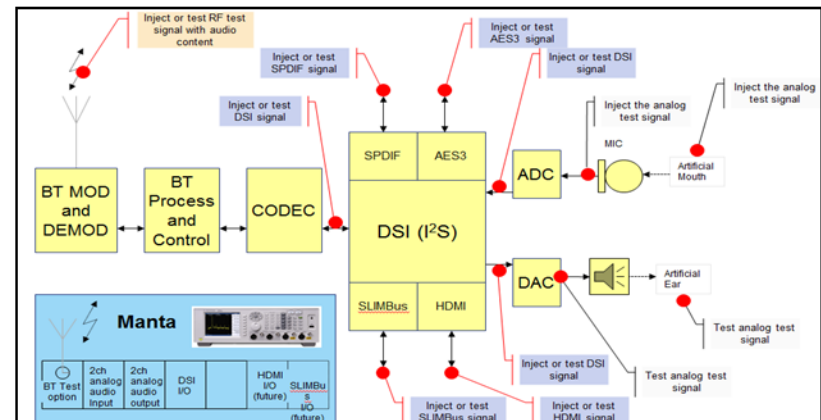 Inject or test RF test
signal with audio
content
Inject or test
SPDIF signal
Inject or test
AES3 signal
Inject or test DSI
signal
Inject or test
DSI signal
Inject the analog
test signal
Inject the analog
test signal
MIC
SPDIF
AES3
ADC
Artificial
Mouth
BT MOD
and
DEMOD
BT
Process
and
Control
CODEC
DSI (I²S)
DAC
Artificial
Ear
SLIMBus
HDMI
Test analog test
signal
Manta
Inject or test DSI
signal
Test analog test
signal
BT Test
option
2ch
analog
audio
Input
2ch
analog
audio
output
DSI
I/O
HDMI
I/O
(future)
SLIMBu
s
I/O
(future)
Inject or test
SLIMBus signal
Inject or test
HDMI signal